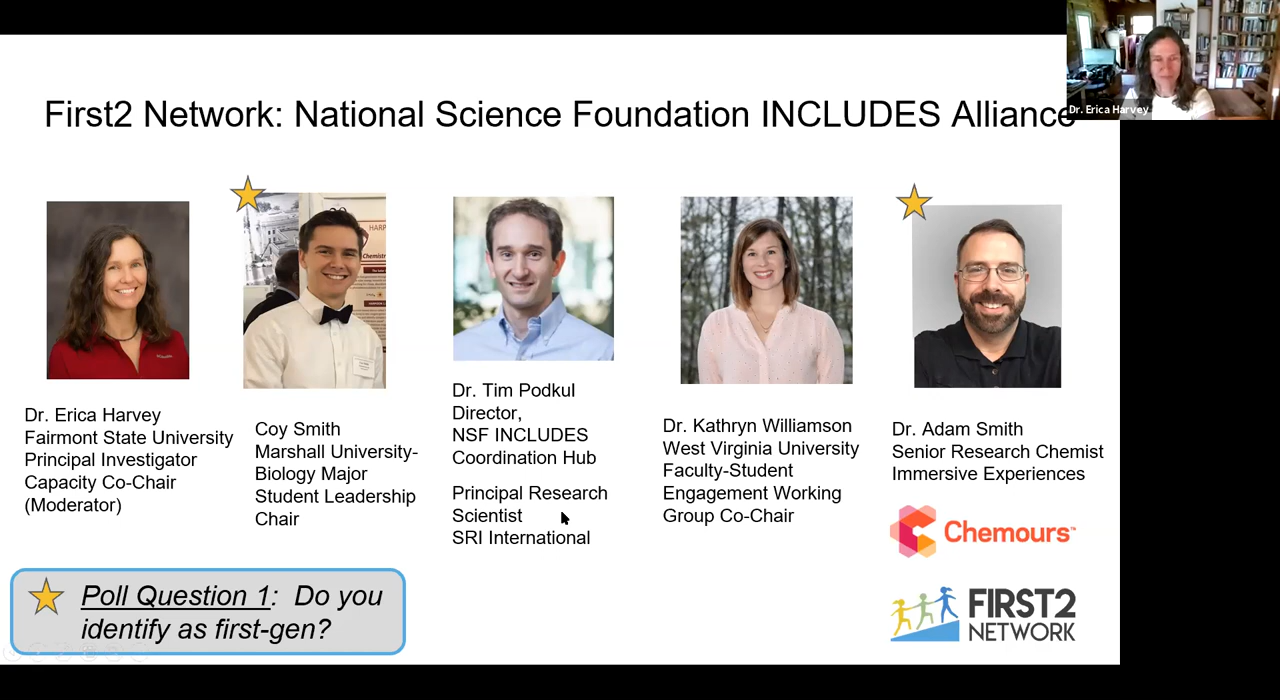 First2 Network: National Science Foundation INCLUDES Alliance
Dr. Erica Harvey
HARP
Chemistry
Dr. Erica Harvey
Fairmont State University
Principal Investigator
Capacity Co-Chair
(Moderator)
Coy Smith
Marshall University-
Biology Major
Student Leadership
Chair
Dr. Tim Podkul
Director,
NSF INCLUDES
Coordination Hub
Principal Research
Scientist
SRI International
Dr. Kathryn Williamson
West Virginia University
Faculty-Student
Engagement Working
Group Co-Chair
Dr. Adam Smith
Senior Research Chemist
Immersive Experiences
Chemours™
FIRST2
NETWORK
Poll Question 1: Do you
identify as first-gen?